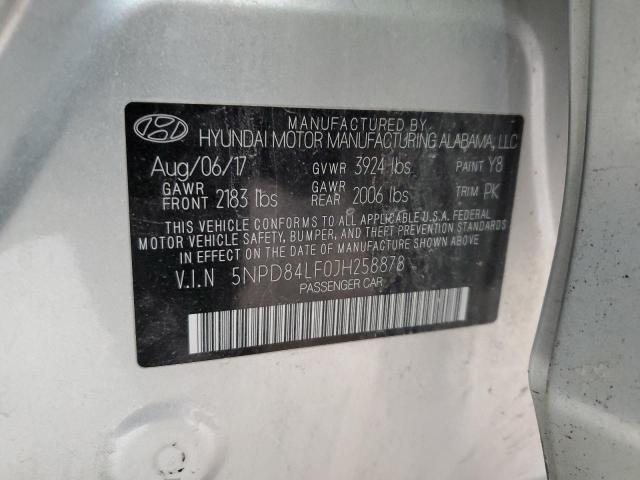 MANUFACTURED BY
HYUNDAI MOTOR MANUFACTURING ALABAMA, LLC
Aug/06/17 GVWR 3924 lbs PAINT Y8
GAWR FRONT 2183 lbs GAWR REAR 2006 lbs TRIM PK
THIS VEHICLE CONFORMS TO ALL APPLICABLE U.S.A. FEDERAL
MOTOR VEHICLE SAFETY, BUMPER, AND THEFT PREVENTION STANDARDS
IN EFFECT ON THE DATE OF MANUFACTURE SHOWN ABOVE.
V.I.N 5NPD84LF0JH258878
PASSENGER CAR